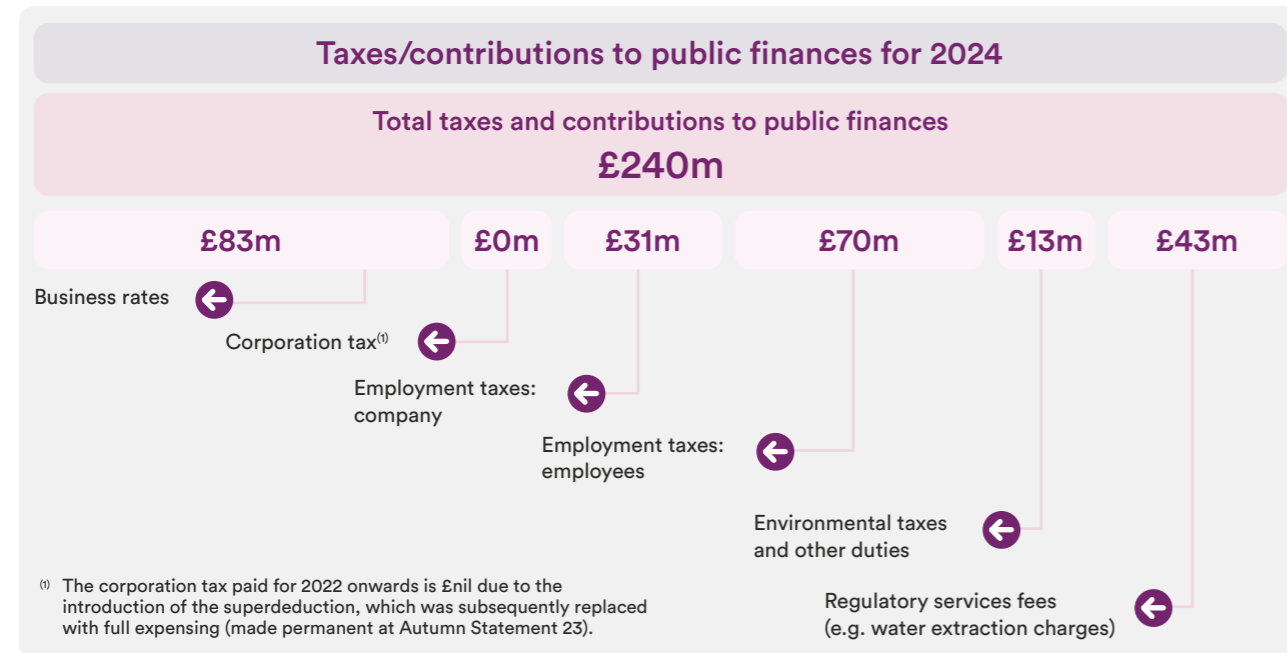 Taxes/contributions to public finances for 2024
Total taxes and contributions to public finances
£240m
£83m
£0m
£31m
£70m
£13m
£43m
Business rates
Corporation tax(1)
Employment taxes:
company
Employment taxes:
employees
Environmental taxes
and other duties
Regulatory services fees
(e.g. water extraction charges)
(1) The corporation tax paid for 2022 onwards is £nil due to the
introduction of the superdeduction, which was subsequently replaced
with full expensing (made permanent at Autumn Statement 23).